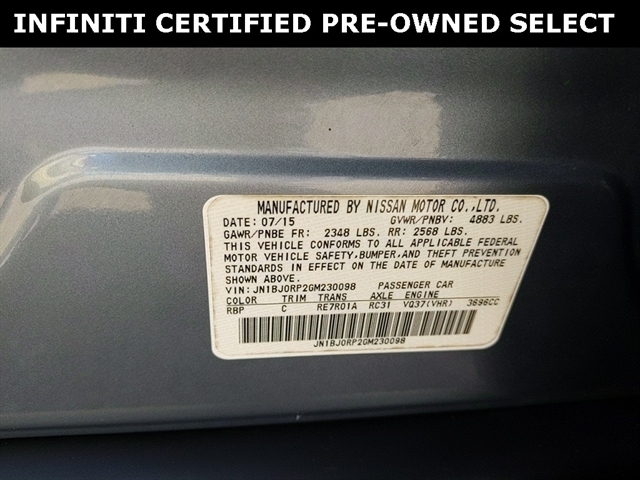 INFINITI CERTIFIED PRE-OWNED SELECT
MANUFACTURED BY NISSAN MOTOR CO.,LTD.
DATE: 07/15 GVWR/PNBV: 4883 LBS.
GAWR/PNBE FR: 2348 LBS. RR: 2568 LBS.
THIS VEHICLE CONFORMS TO ALL APPLICABLE FEDERAL
MOTOR VEHICLE SAFETY,BUMPER,AND THEFT PREVENTION
STANDARDS IN EFFECT ON THE DATE OF MANUFACTURE
SHOWN ABOVE.
VIN: JN1BJ0RP2GM230098 PASSENGER CAR
COLOR TRIM TRANS AXLE ENGINE
RBP C RE7R01A RC31 VQ37(VHR) 3696CC
JN1BJ0RP2GM230098